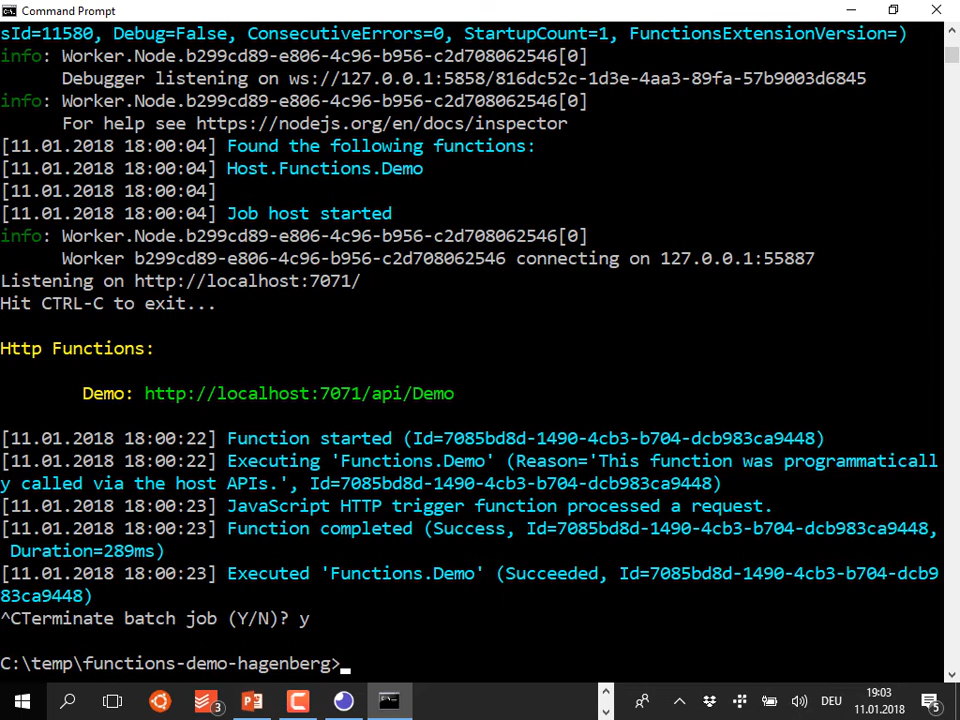 Command Prompt
sId=11580, Debug=False, ConsecutiveErrors=0, StartupCount=1, FunctionsExtensionVersion=)
info: Worker.Node.b299cd89-e806-4c96-b956-c2d708062546[0]
Debugger listening on ws://127.0.0.1:5858/816dc52c-1d3e-4aa3-89fa-57b9003d6845
info: Worker.Node.b299cd89-e806-4c96-b956-c2d708062546[0]
For help see https://nodejs.org/en/docs/inspector
[11.01.2018 18:00:04] Found the following functions:
[11.01.2018 18:00:04] Host.Functions.Demo
[11.01.2018 18:00:04]
[11.01.2018 18:00:04] Job host started
info: Worker.Node.b299cd89-e806-4c96-b956-c2d708062546[0]
Worker b299cd89-e806-4c96-b956-c2d708062546 connecting on 127.0.0.1:55887
Listening on http://localhost:7071/
Hit CTRL-C to exit...
Http Functions:
Demo: http://localhost:7071/api/Demo
[11.01.2018 18:00:22] Function started (Id=7085bd8d-1490-4cb3-b704-dcb983ca9448)
[11.01.2018 18:00:22] Executing 'Functions.Demo' (Reason='This function was programmaticall
y called via the host APIs.', Id=7085bd8d-1490-4cb3-b704-dcb983ca9448)
[11.01.2018 18:00:23] JavaScript HTTP trigger function processed a request.
[11.01.2018 18:00:23] Function completed (Success, Id=7085bd8d-1490-4cb3-b704-dcb983ca9448,
Duration=289ms)
[11.01.2018 18:00:23] Executed 'Functions.Demo' (Succeeded, Id=7085bd8d-1490-4cb3-b704-dcb9
83ca9448)
^CTerminate batch job (Y/N)? y
C:\temp\functions-demo-hagenberg>
3
DEU
19:03
11.01.2018
5